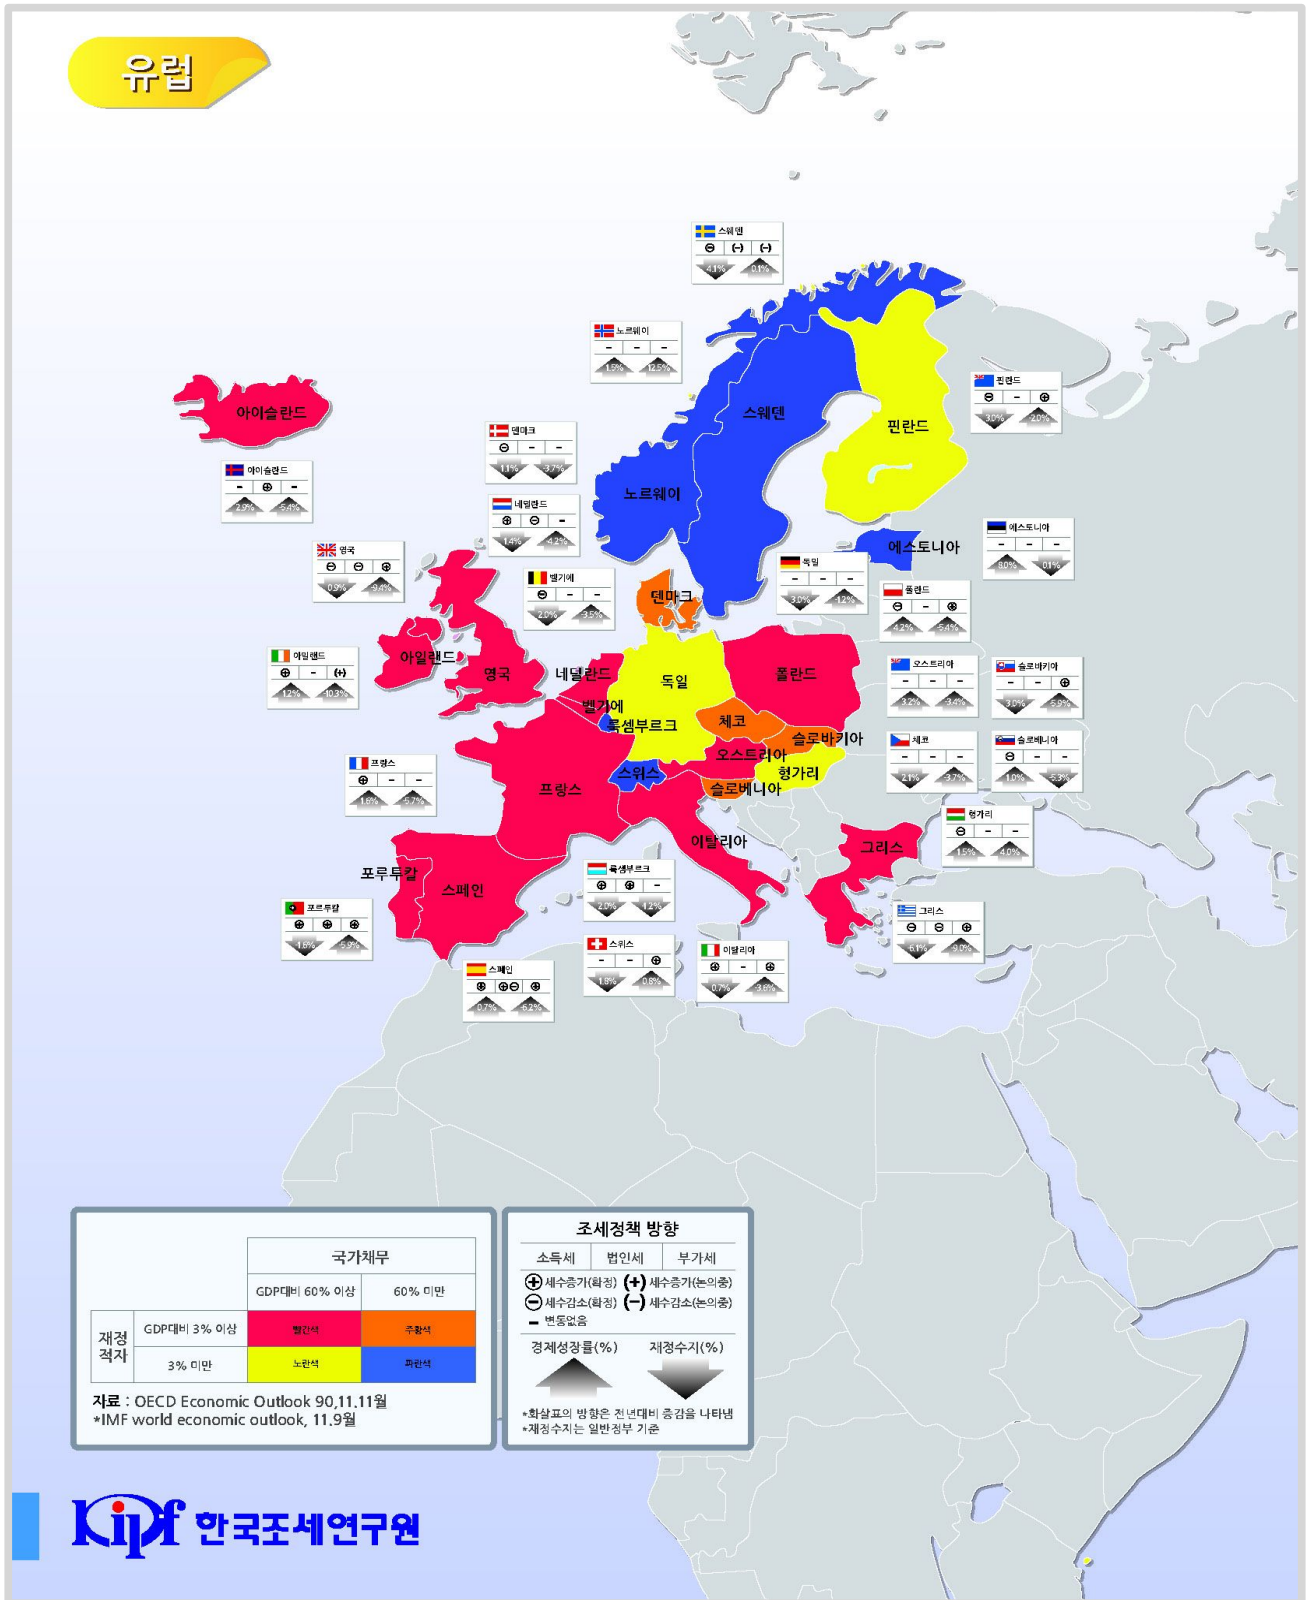 유럽
스웨덴
⊖ (−) (−)
4.1% 0.1%
노르웨이
– – –
1.5% 12.5%
핀란드
⊖ – ⊕
3.0% -2.0%
아이슬란드
스웨덴
핀란드
노르웨이
덴마크
⊖ – –
1.1% -3.7%
아이슬란드
– ⊕ –
2.9% -5.4%
네덜란드
⊕ ⊖ –
1.4% -4.2%
에스토니아
에스토니아
– – –
8.0% 0.1%
영국
⊖ ⊖ ⊕
0.9% -9.4%
벨기에
⊖ – –
2.0% -3.5%
독일
– – –
3.0% -1.2%
폴란드
⊖ – ⊕
4.2% -5.4%
덴마크
아일랜드
⊕ – (+)
1.2% -10.3%
아일랜드
영국
네덜란드
독일
폴란드
벨기에
룩셈부르크
체코
슬로바키아
오스트리아
– – –
3.2% -3.4%
슬로바키아
– – ⊕
3.0% -5.9%
오스트리아
스위스
형가리
슬로베니아
체코
– – –
2.1% -3.7%
슬로베니아
⊖ – –
1.0% -5.3%
프랑스
⊕ – –
1.6% -5.7%
프랑스
이탈리아
그리스
형가리
⊖ – –
1.5% 4.0%
포루투칼
스페인
룩셈부르크
⊕ ⊕ –
2.0% -1.2%
포르투칼
⊕ ⊕ ⊕
-1.6% -5.9%
그리스
⊖ ⊖ ⊕
-6.1% -9.0%
스위스
– – ⊕
1.8% 0.8%
이탈리아
⊕ – ⊕
0.7% -3.6%
스페인
⊕ ⊕⊖ ⊕
0.7% -6.2%
국가채무
GDP대비 60% 이상 60% 미만
재정
적자
GDP대비 3% 이상 빨간색 주황색
3% 미만 노란색 파란색
자료 : OECD Economic Outlook 90,11.11월
*IMF world economic outlook, 11.9월
조세정책 방향
소득세 법인세 부가세
⊕ 세수증가(확정) (+) 세수증가(논의중)
⊖ 세수감소(확정) (−) 세수감소(논의중)
– 변동없음
경제성장률(%) 재정수지(%)
*화살표의 방향은 전년대비 증감을 나타냄
*재정수지는 일반정부 기준
Kipf 한국조세연구원